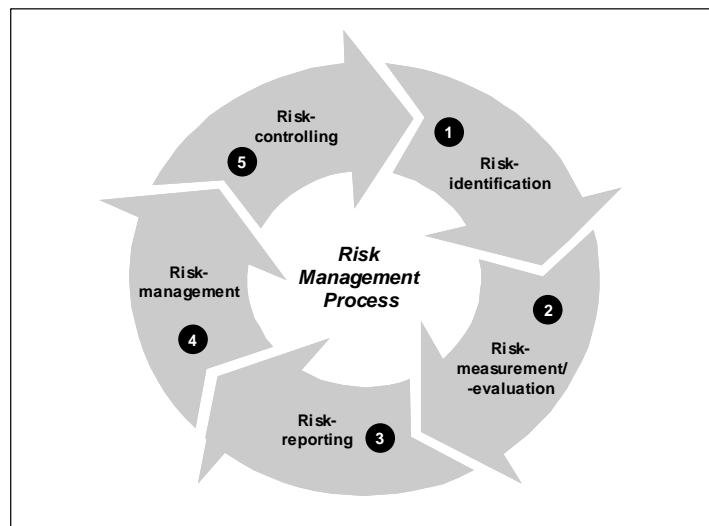 Risk
Management
Process
1
Risk-
identification
2
Risk-
measurement/
-evaluation
3
Risk-
reporting
4
Risk-
management
5
Risk-
controlling